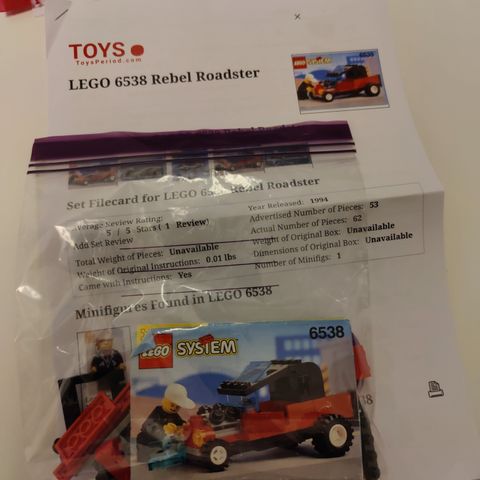 TOYS
ToysPeriod.com
LEGO 6538 Rebel Roadster
6538
LEGO SYSTEM
Set Filecard for LEGO 65 Rebel Roadster
Average Review Rating:
5 / 5 Stars ( 1 Review)
Add Set Review
Total Weight of Pieces: Unavailable
Weight of Original Instructions: 0.01 lbs
Came with Instructions: Yes
Year Released: 1994
Advertised Number of Pieces: 53
Actual Number of Pieces: 62
Weight of Original Box: Unavailable
Dimensions of Original Box: Unavailable
Number of Minifigs: 1
Minifigures Found in LEGO 6538
6538
LEGO SYSTEM